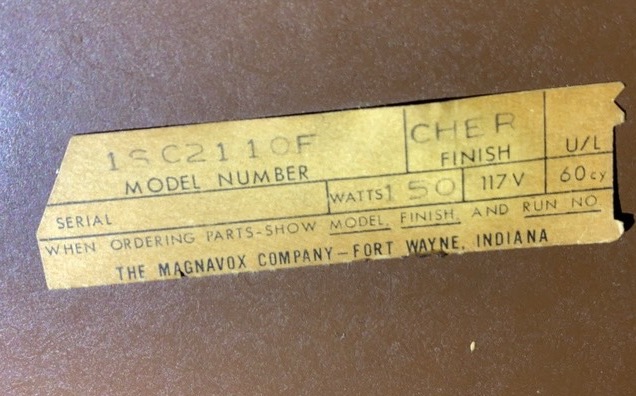 1SC2110F CHER
MODEL NUMBER FINISH U/L
SERIAL WATTS 150 117V 60cy
WHEN ORDERING PARTS-SHOW MODEL, FINISH, AND RUN NO
THE MAGNAVOX COMPANY—FORT WAYNE, INDIANA